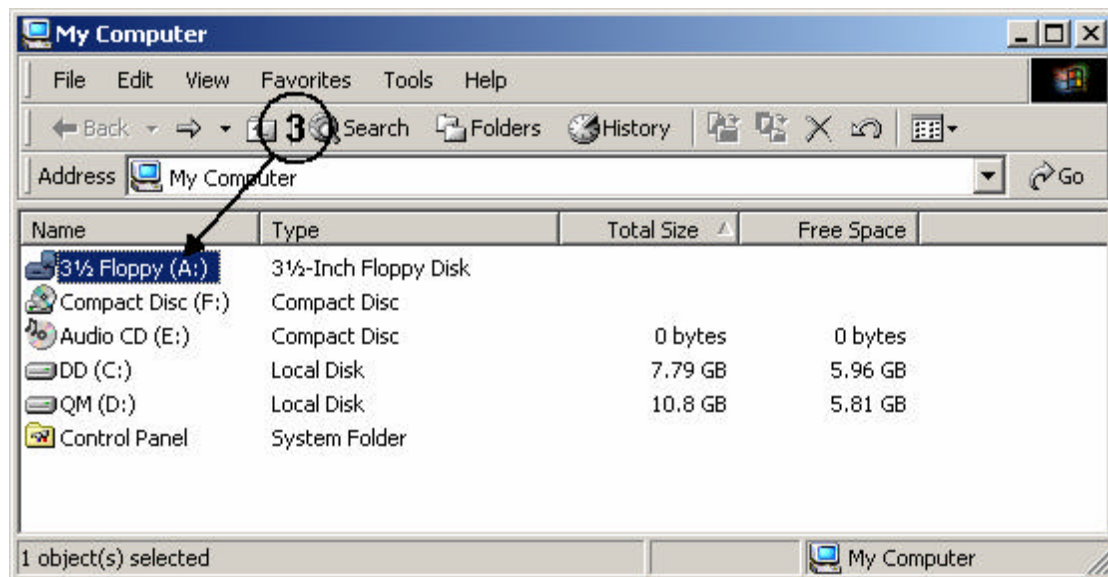 My Computer
File Edit View Favorites Tools Help
Back 3 Search Folders History
Address My Computer Go
Name Type Total Size Free Space
3½ Floppy (A:) 3½-Inch Floppy Disk
Compact Disc (F:) Compact Disc
Audio CD (E:) Compact Disc 0 bytes 0 bytes
DD (C:) Local Disk 7.79 GB 5.96 GB
QM (D:) Local Disk 10.8 GB 5.81 GB
Control Panel System Folder
1 object(s) selected My Computer